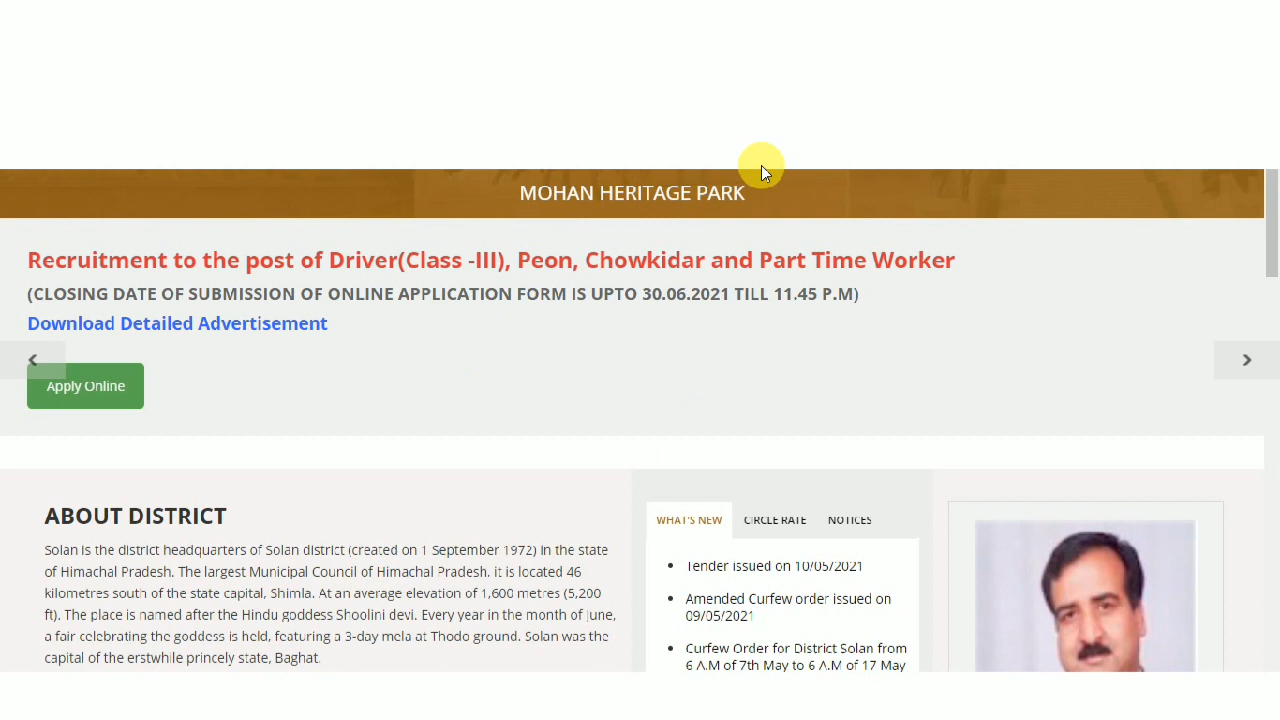 MOHAN HERITAGE PARK
Recruitment to the post of Driver(Class -III), Peon, Chowkidar and Part Time Worker
(CLOSING DATE OF SUBMISSION OF ONLINE APPLICATION FORM IS UPTO 30.06.2021 TILL 11.45 P.M)
Download Detailed Advertisement
Apply Online
ABOUT DISTRICT
Solan is the district headquarters of Solan district (created on 1 September 1972) in the state
of Himachal Pradesh. The largest Municipal Council of Himachal Pradesh, it is located 46
kilometres south of the state capital, Shimla. At an average elevation of 1,600 metres (5,200
ft). The place is named after the Hindu goddess Shoolini devi. Every year in the month of June,
a fair celebrating the goddess is held, featuring a 3-day mela at Thodo ground. Solan was the
capital of the erstwhile princely state, Baghat.
WHAT'S NEW CIRCLE RATE NOTICES
• Tender issued on 10/05/2021
• Amended Curfew order issued on
09/05/2021
• Curfew Order for District Solan from
6 A.M of 7th May to 6 A.M of 17 May